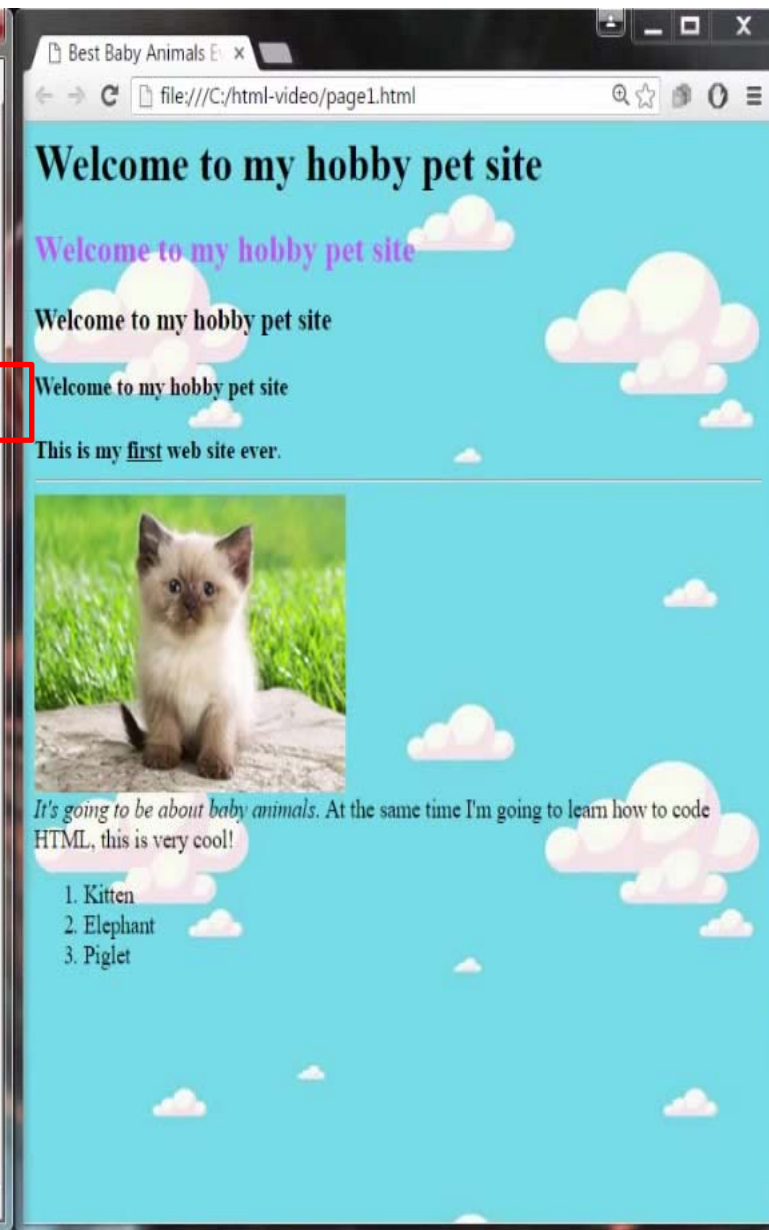 Best Baby Animals E
file:///C:/html-video/page1.html
Welcome to my hobby pet site
Welcome to my hobby pet site
Welcome to my hobby pet site
Welcome to my hobby pet site
This is my first web site ever.
It's going to be about baby animals. At the same time I'm going to learn how to code
HTML, this is very cool!
1. Kitten
2. Elephant
3. Piglet